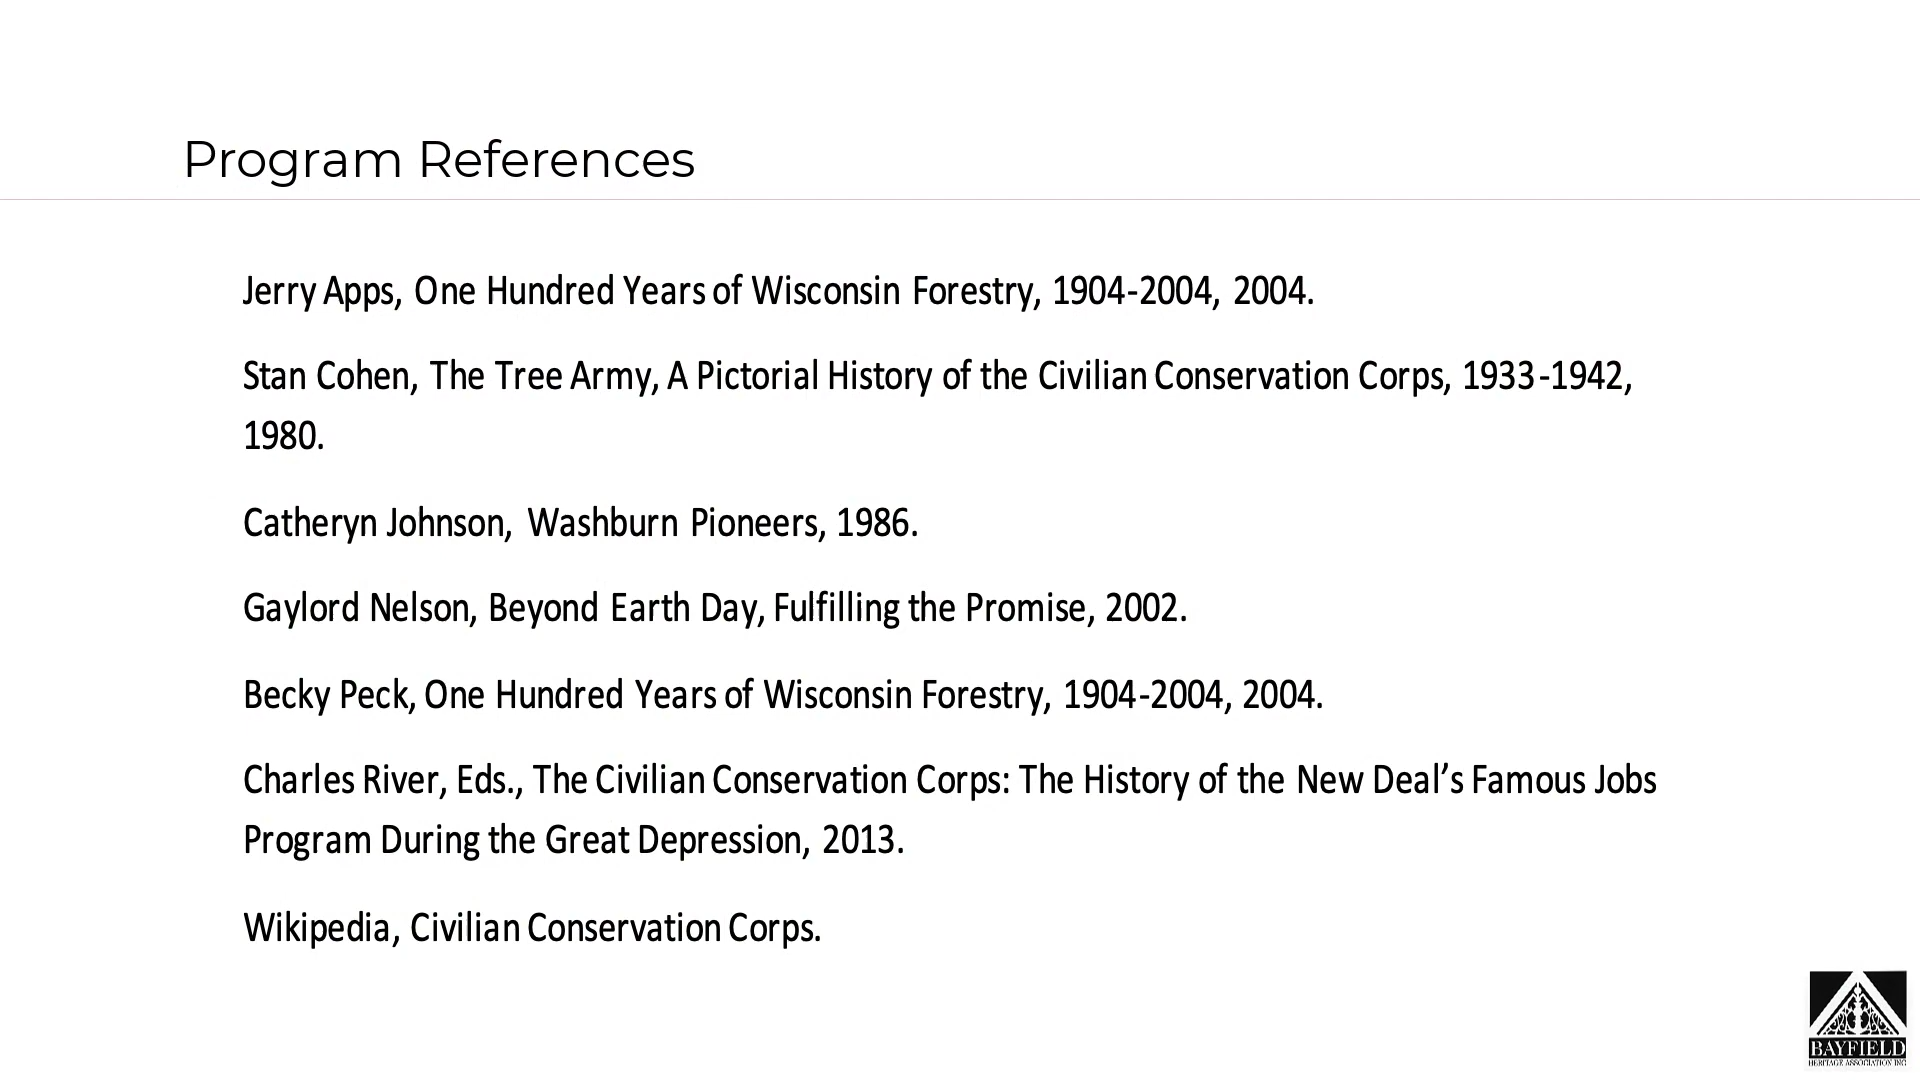 Program References
Jerry Apps, One Hundred Years of Wisconsin Forestry, 1904-2004, 2004.
Stan Cohen, The Tree Army, A Pictorial History of the Civilian Conservation Corps, 1933-1942,
1980.
Catheryn Johnson, Washburn Pioneers, 1986.
Gaylord Nelson, Beyond Earth Day, Fulfilling the Promise, 2002.
Becky Peck, One Hundred Years of Wisconsin Forestry, 1904-2004, 2004.
Charles River, Eds., The Civilian Conservation Corps: The History of the New Deal’s Famous Jobs
Program During the Great Depression, 2013.
Wikipedia, Civilian Conservation Corps.
BAYFIELD
HERITAGE ASSOCIATION INC